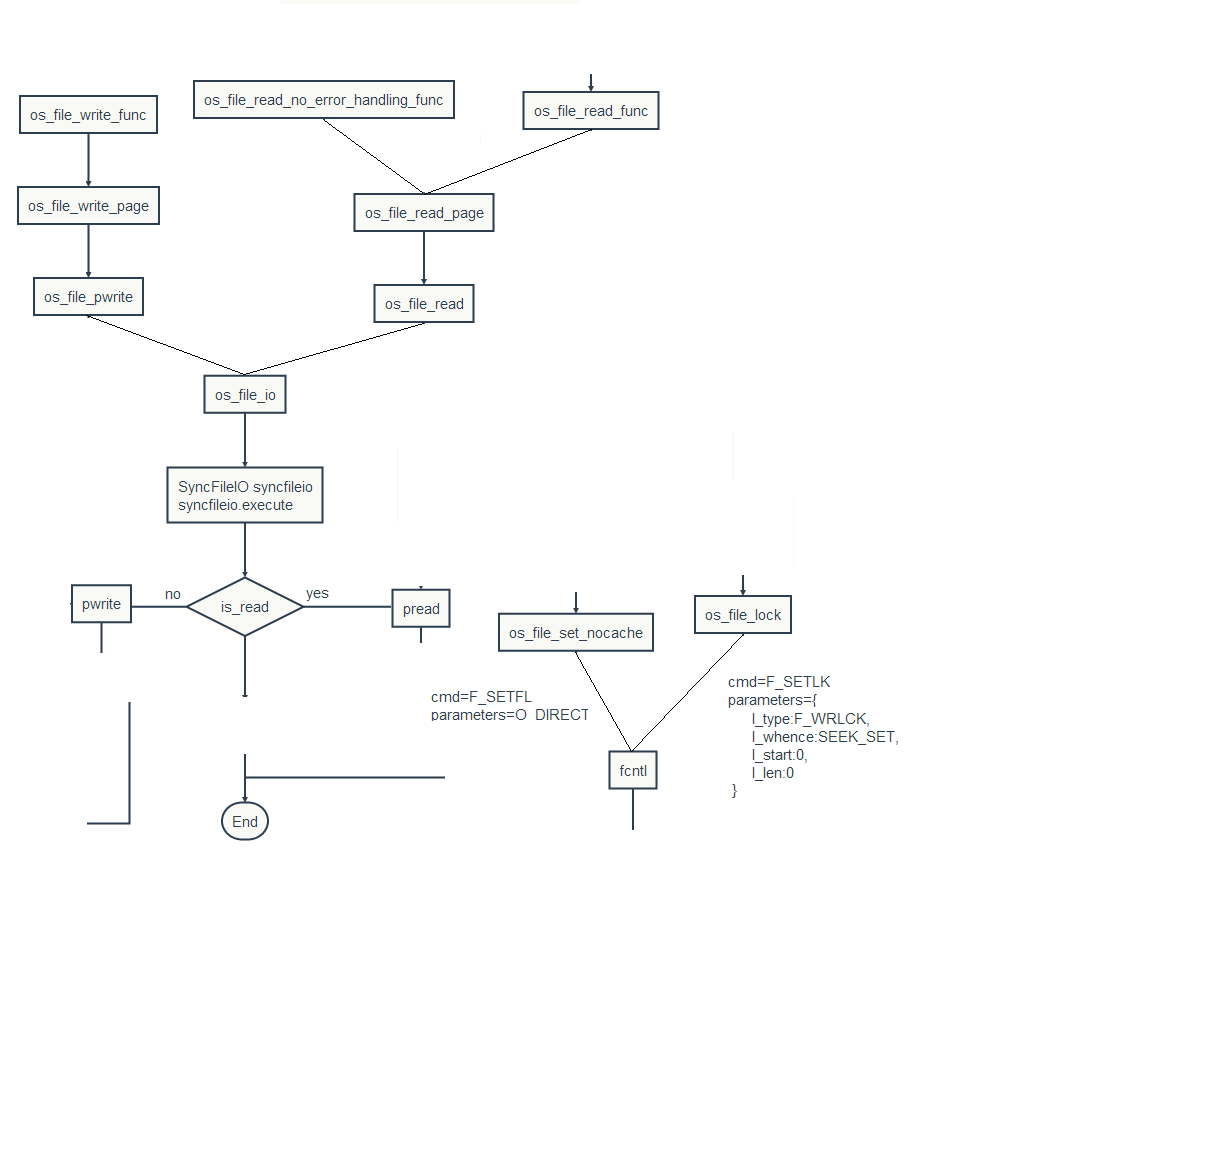 os_file_read_no_error_handling_func
os_file_read_func
os_file_write_func
os_file_write_page
os_file_read_page
os_file_pwrite
os_file_read
os_file_io
SyncFileIO syncfileio
syncfileio.execute
no
yes
pwrite
is_read
pread
os_file_set_nocache
os_file_lock
cmd=F_SETFL
parameters=O_DIRECT
cmd=F_SETLK
parameters={
l_type:F_WRLCK,
l_whence:SEEK_SET,
l_start:0,
l_len:0
}
fcntl
End